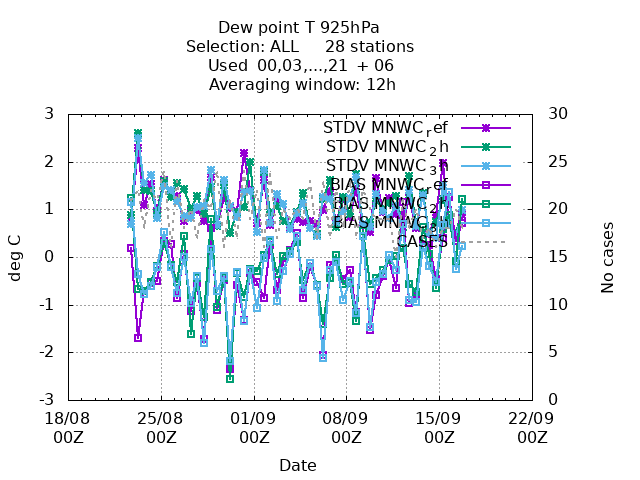 Dew point T 925hPa
Selection: ALL 28 stations
Used 00,03,...,21 + 06
Averaging window: 12h
3
2
1
0
-1
-2
-3
deg C
30
25
20
15
10
5
0
No cases
STDV MNWC_ref
STDV MNWC_2h
STDV MNWC_3h
BIAS MNWC_ref
BIAS MNWC_2h
BIAS MNWC_3h
CASES
18/08 25/08 01/09 08/09 15/09 22/09
00Z 00Z 00Z 00Z 00Z 00Z
Date